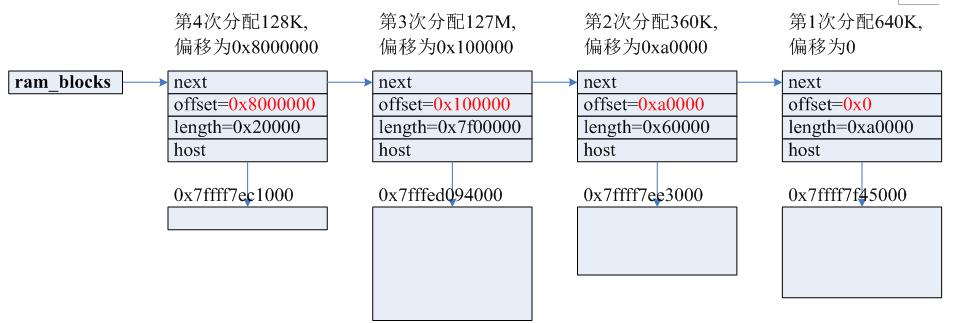 第4次分配128K,
偏移为0x8000000
第3次分配127M,
偏移为0x100000
第2次分配360K,
偏移为0xa0000
第1次分配640K,
偏移为0
ram_blocks
next
offset=0x8000000
length=0x20000
host
0x7ffff7ec1000
next
offset=0x100000
length=0x7f00000
host
0x7fffed094000
next
offset=0xa0000
length=0x60000
host
0x7ffff7ee3000
next
offset=0x0
length=0xa0000
host
0x7ffff7f45000